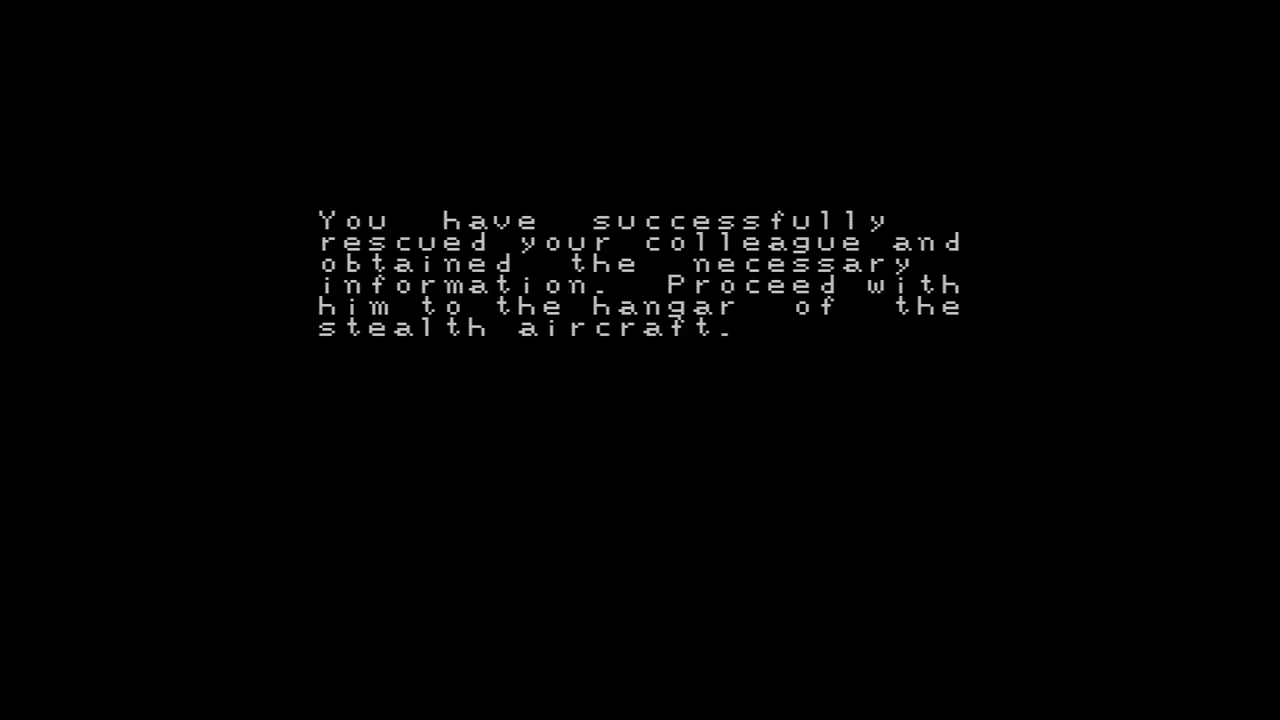 You have successfully
rescued your colleague and
obtained the necessary
information. Proceed with
him to the hangar of the
stealth aircraft.